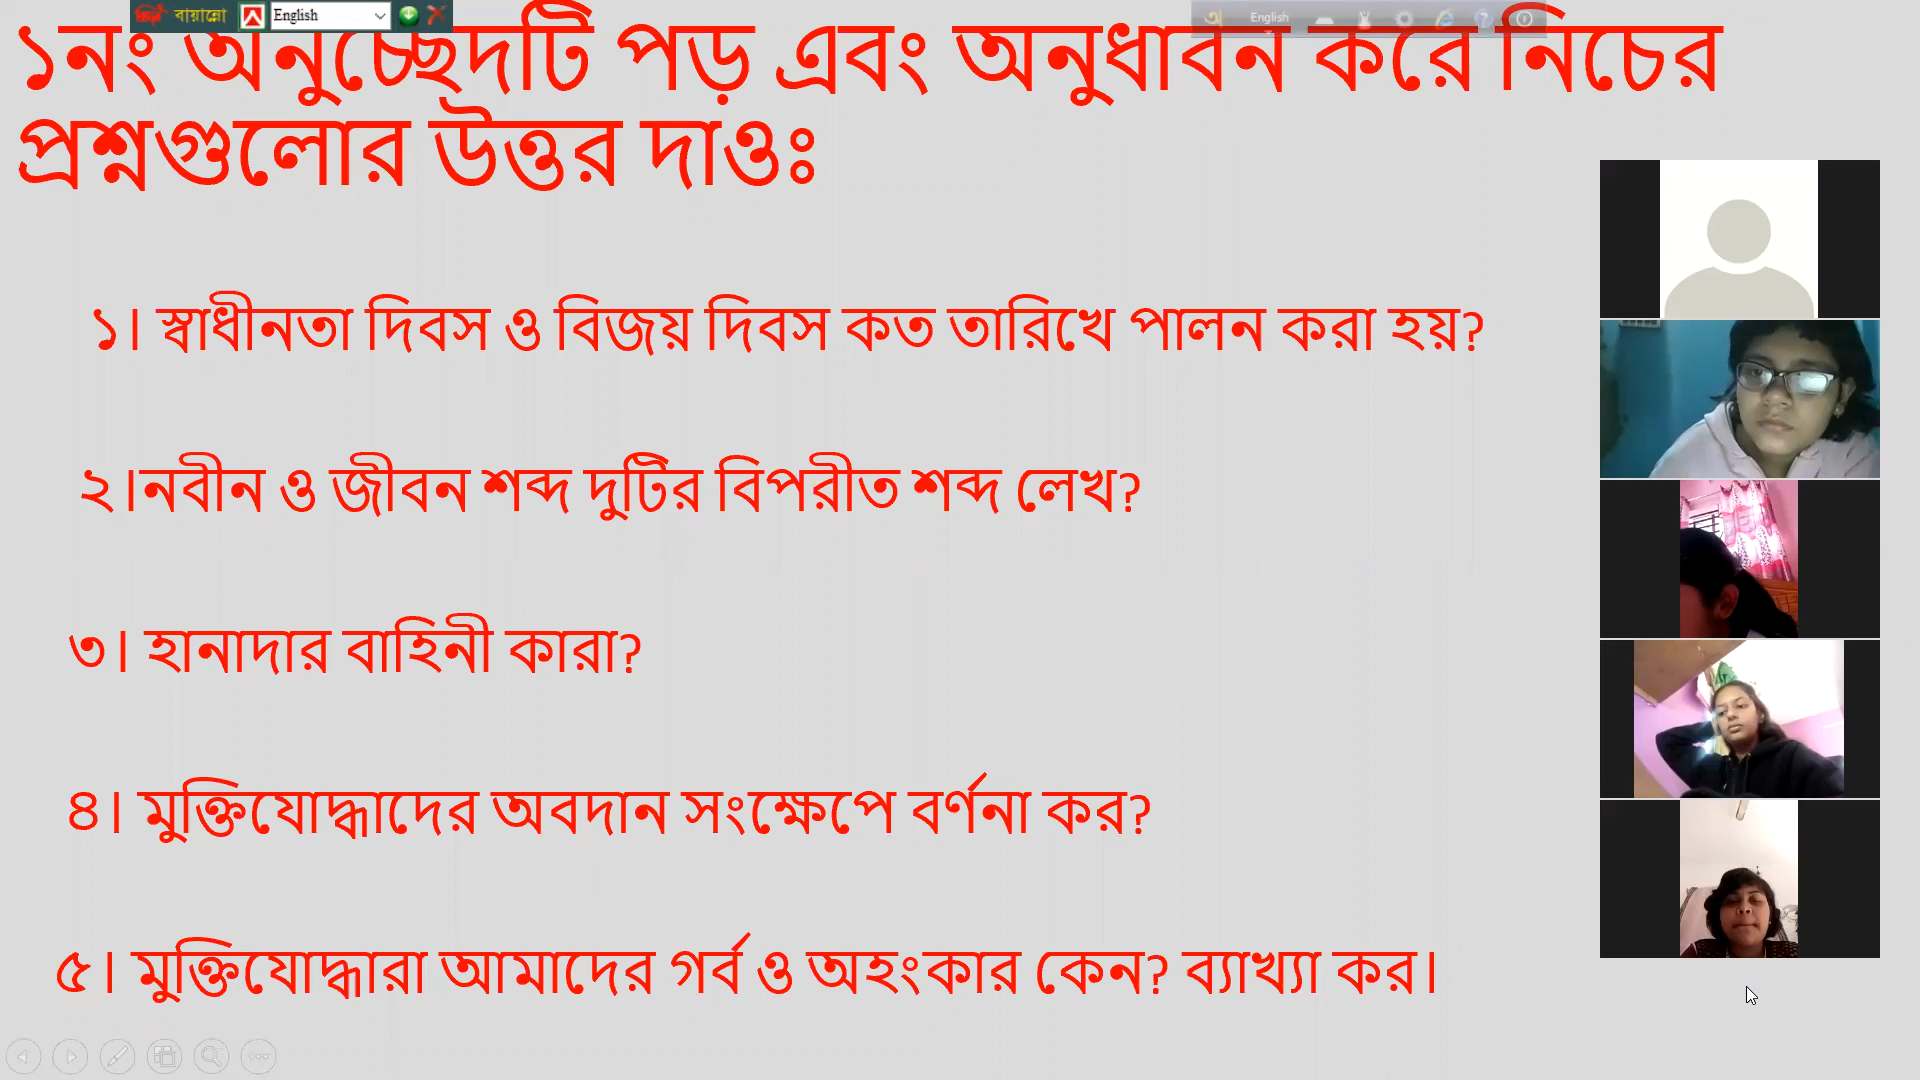 বায়ান্নো English
English
১নং অনুচ্ছেদটি পড় এবং অনুধাবন করে নিচের
প্রশ্নগুলোর উত্তর দাওঃ
১। স্বাধীনতা দিবস ও বিজয় দিবস কত তারিখে পালন করা হয়?
২।নবীন ও জীবন শব্দ দুটির বিপরীত শব্দ লেখ?
৩। হানাদার বাহিনী কারা?
৪। মুক্তিযোদ্ধাদের অবদান সংক্ষেপে বর্ণনা কর?
৫। মুক্তিযোদ্ধারা আমাদের গর্ব ও অহংকার কেন? ব্যাখ্যা কর।